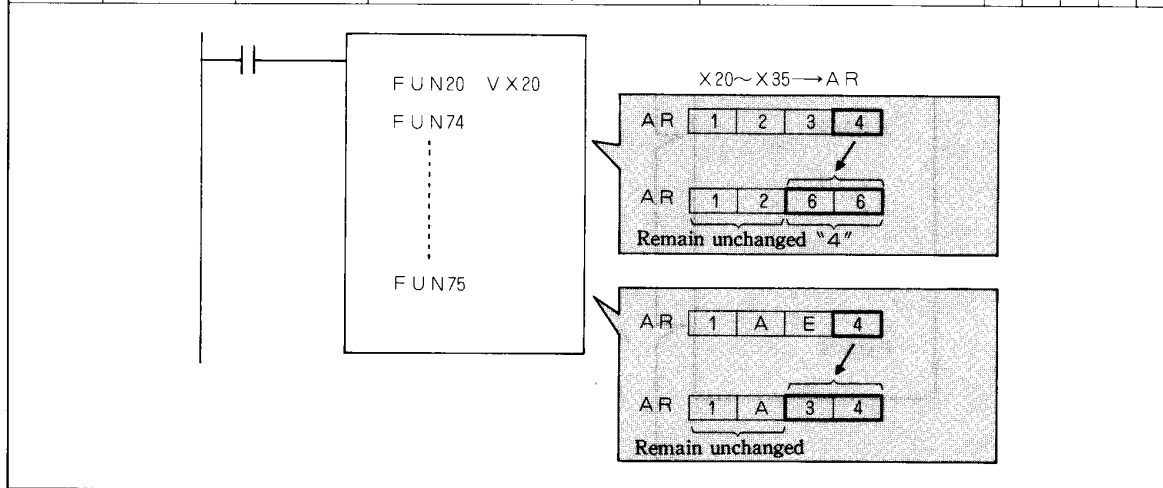 FUN20 VX20
FUN74
FUN75
X20~X35→AR
AR 1 2 3 4
AR 1 2 6 6
Remain unchanged "4"
AR 1 A E 4
AR 1 A 3 4
Remain unchanged